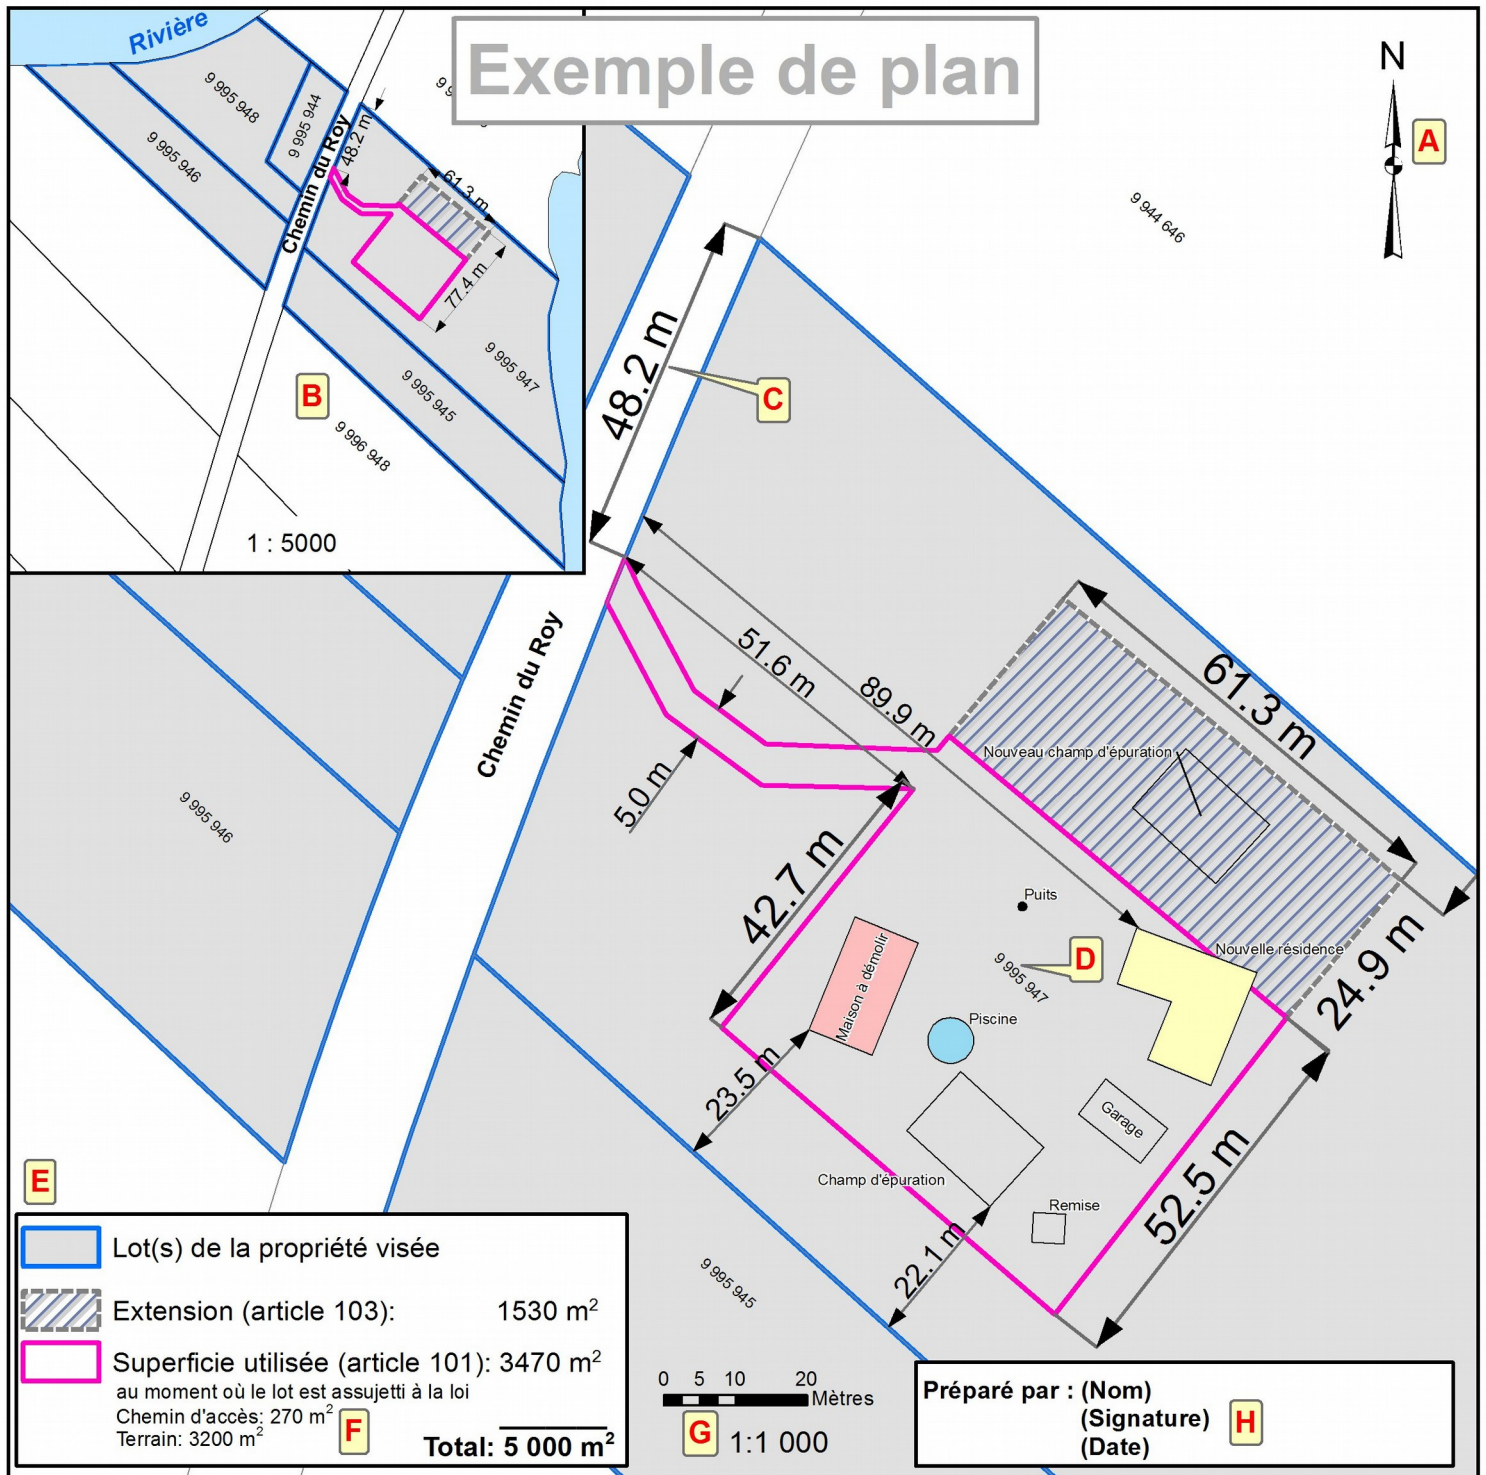 Exemple de plan
Rivière
9 995 948
9 995 944
9 995 946
Chemin du Roy
48.2 m
61.3 m
77.4 m
9 995 947
9 995 945
9 996 948
B
1 : 5000
N
A
9 944 646
48.2 m
C
Chemin du Roy
51.6 m
89.9 m
61.3 m
5.0 m
Nouveau champ d'épuration
9 995 946
42.7 m
Puits
D
9 995 947
Nouvelle résidence
24.9 m
Maison à démolir
Piscine
23.5 m
Garage
Champ d'épuration
Remise
52.5 m
22.1 m
9 995 945
E
Lot(s) de la propriété visée
Extension (article 103): 1530 m²
Superficie utilisée (article 101): 3470 m²
au moment où le lot est assujetti à la loi
Chemin d'accès: 270 m²
Terrain: 3200 m²
F
Total: 5 000 m²
0 5 10 20
Mètres
G
1:1 000
Préparé par : (Nom)
(Signature)
(Date)
H